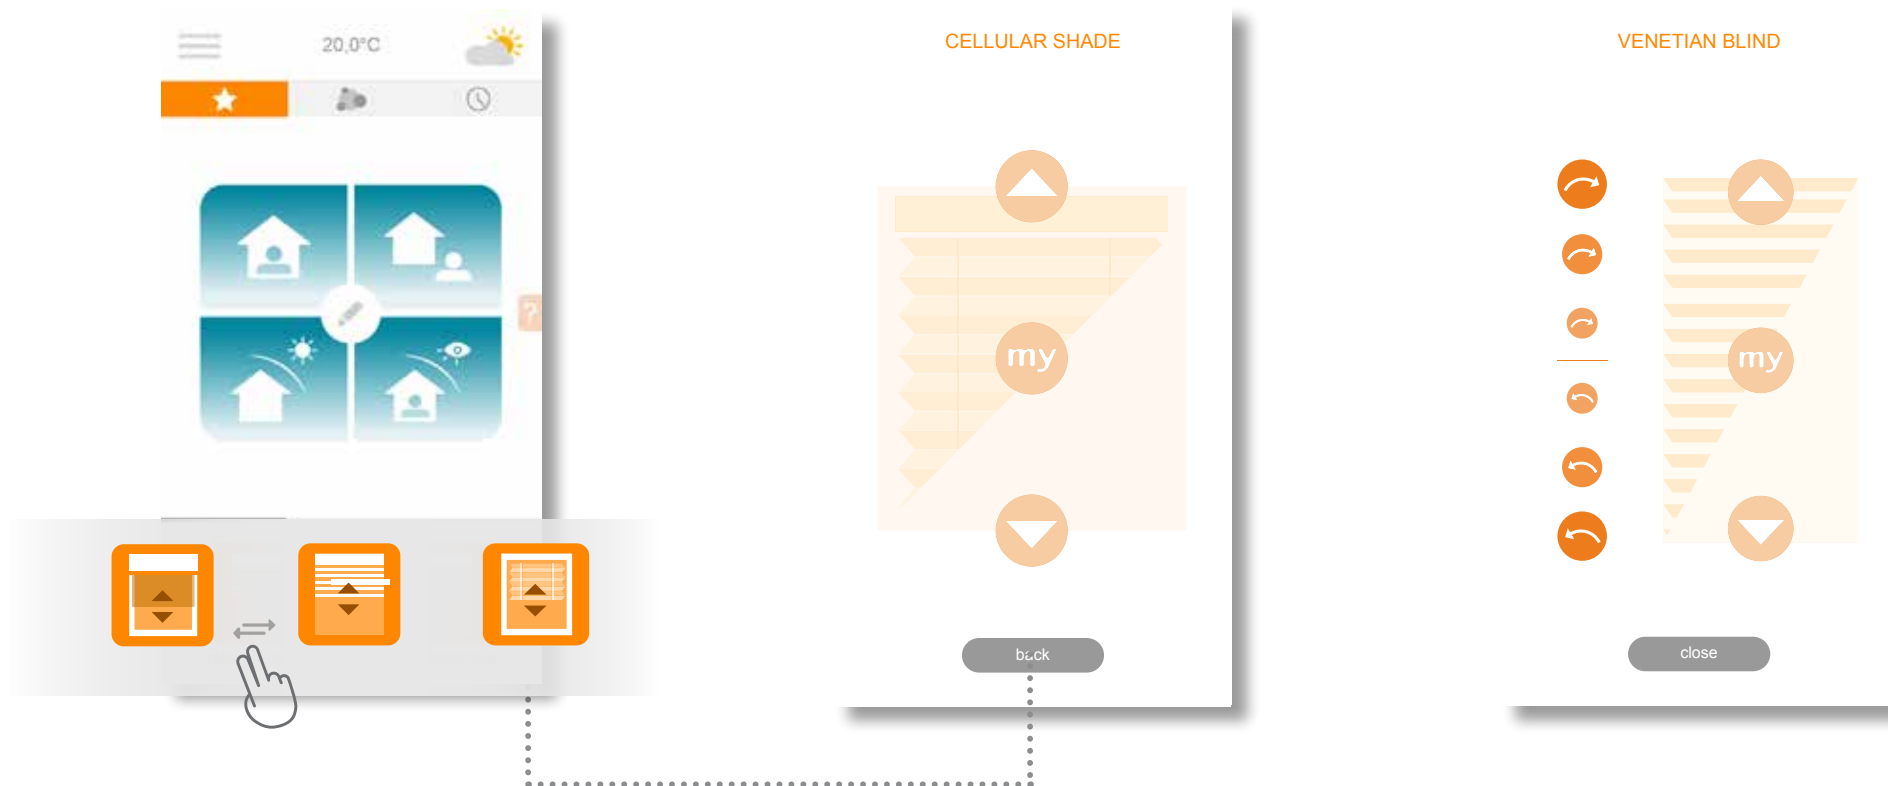 20,0°C
?
CELLULAR SHADE
my
back
VENETIAN BLIND
my
close